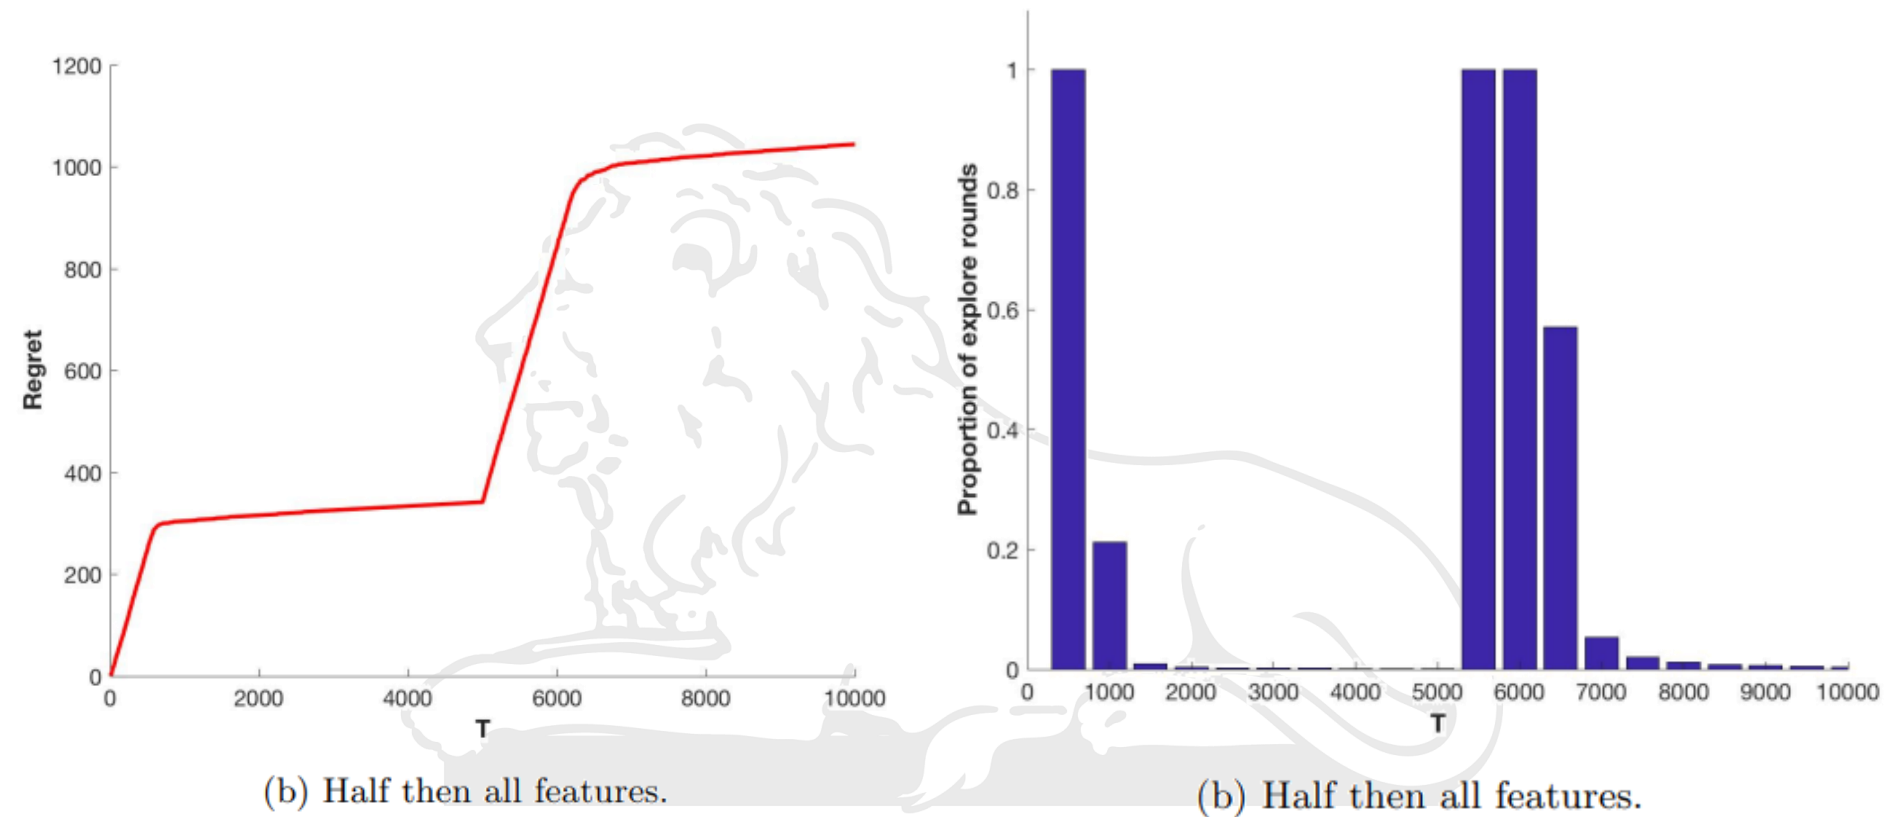 1200
1000
800
600
400
200
0
Regret
0 2000 4000 6000 8000 10000
T
(b) Half then all features.
1
0.8
0.6
0.4
0.2
0
Proportion of explore rounds
0 1000 2000 3000 4000 5000 6000 7000 8000 9000 10000
T
(b) Half then all features.